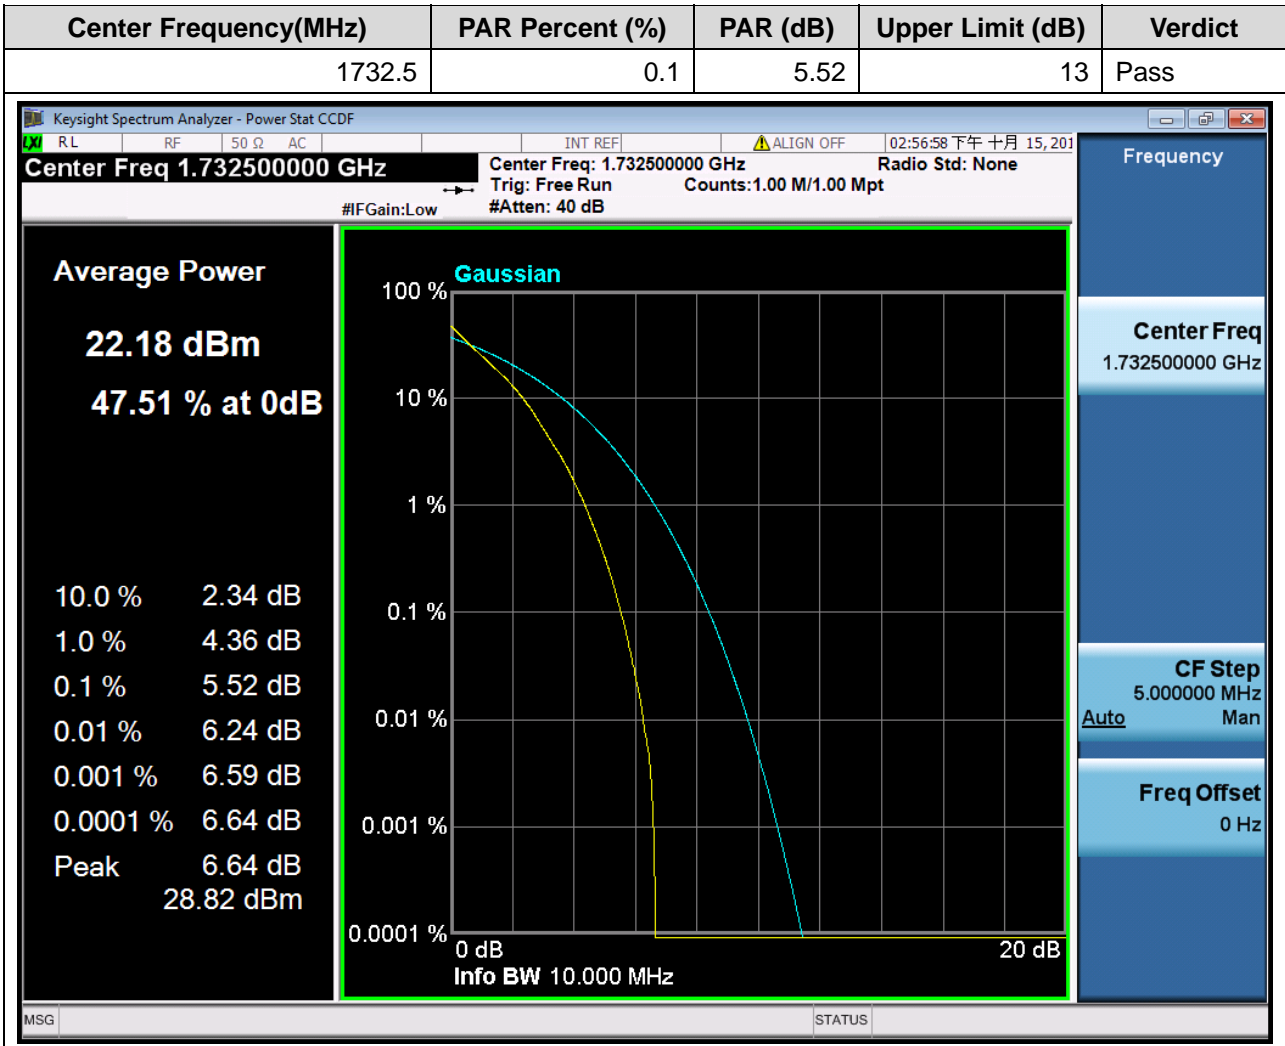 Center Frequency(MHz) PAR Percent (%) PAR (dB) Upper Limit (dB) Verdict
1732.5 0.1 5.52 13 Pass
Keysight Spectrum Analyzer - Power Stat CCDF
LXI RL RF 50 Ω AC INT REF ALIGN OFF 02:56:58 下午 十月 15, 201
Center Freq 1.732500000 GHz
Center Freq: 1.732500000 GHz Radio Std: None
Trig: Free Run Counts:1.00 M/1.00 Mpt
#IFGain:Low #Atten: 40 dB
Average Power
22.18 dBm
47.51 % at 0dB
10.0 % 2.34 dB
1.0 % 4.36 dB
0.1 % 5.52 dB
0.01 % 6.24 dB
0.001 % 6.59 dB
0.0001 % 6.64 dB
Peak 6.64 dB
28.82 dBm
Gaussian
100 %
10 %
1 %
0.1 %
0.01 %
0.001 %
0.0001 %
0 dB 20 dB
Info BW 10.000 MHz
Frequency
Center Freq
1.732500000 GHz
CF Step
5.000000 MHz
Auto Man
Freq Offset
0 Hz
MSG STATUS